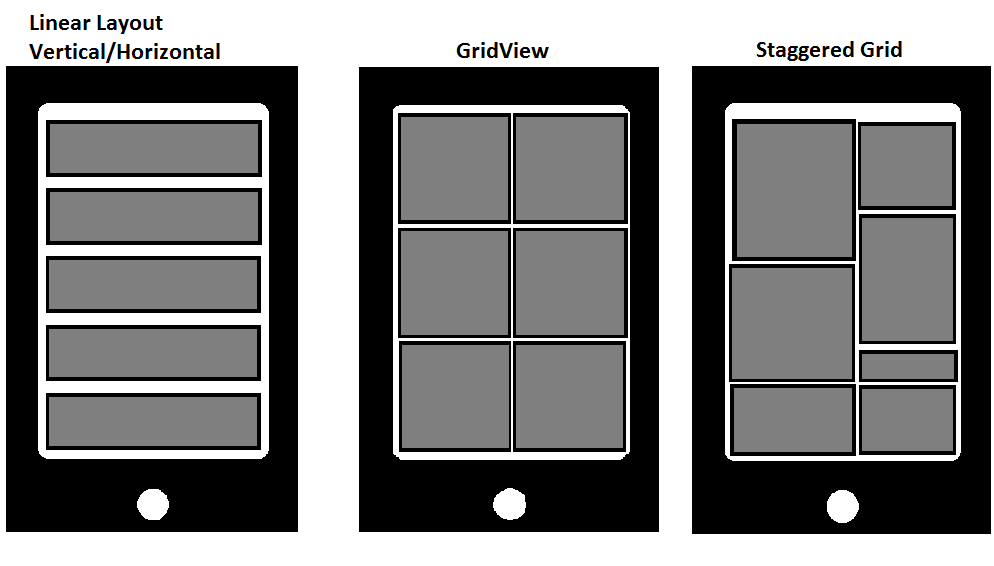 Linear Layout
Vertical/Horizontal
GridView
Staggered Grid